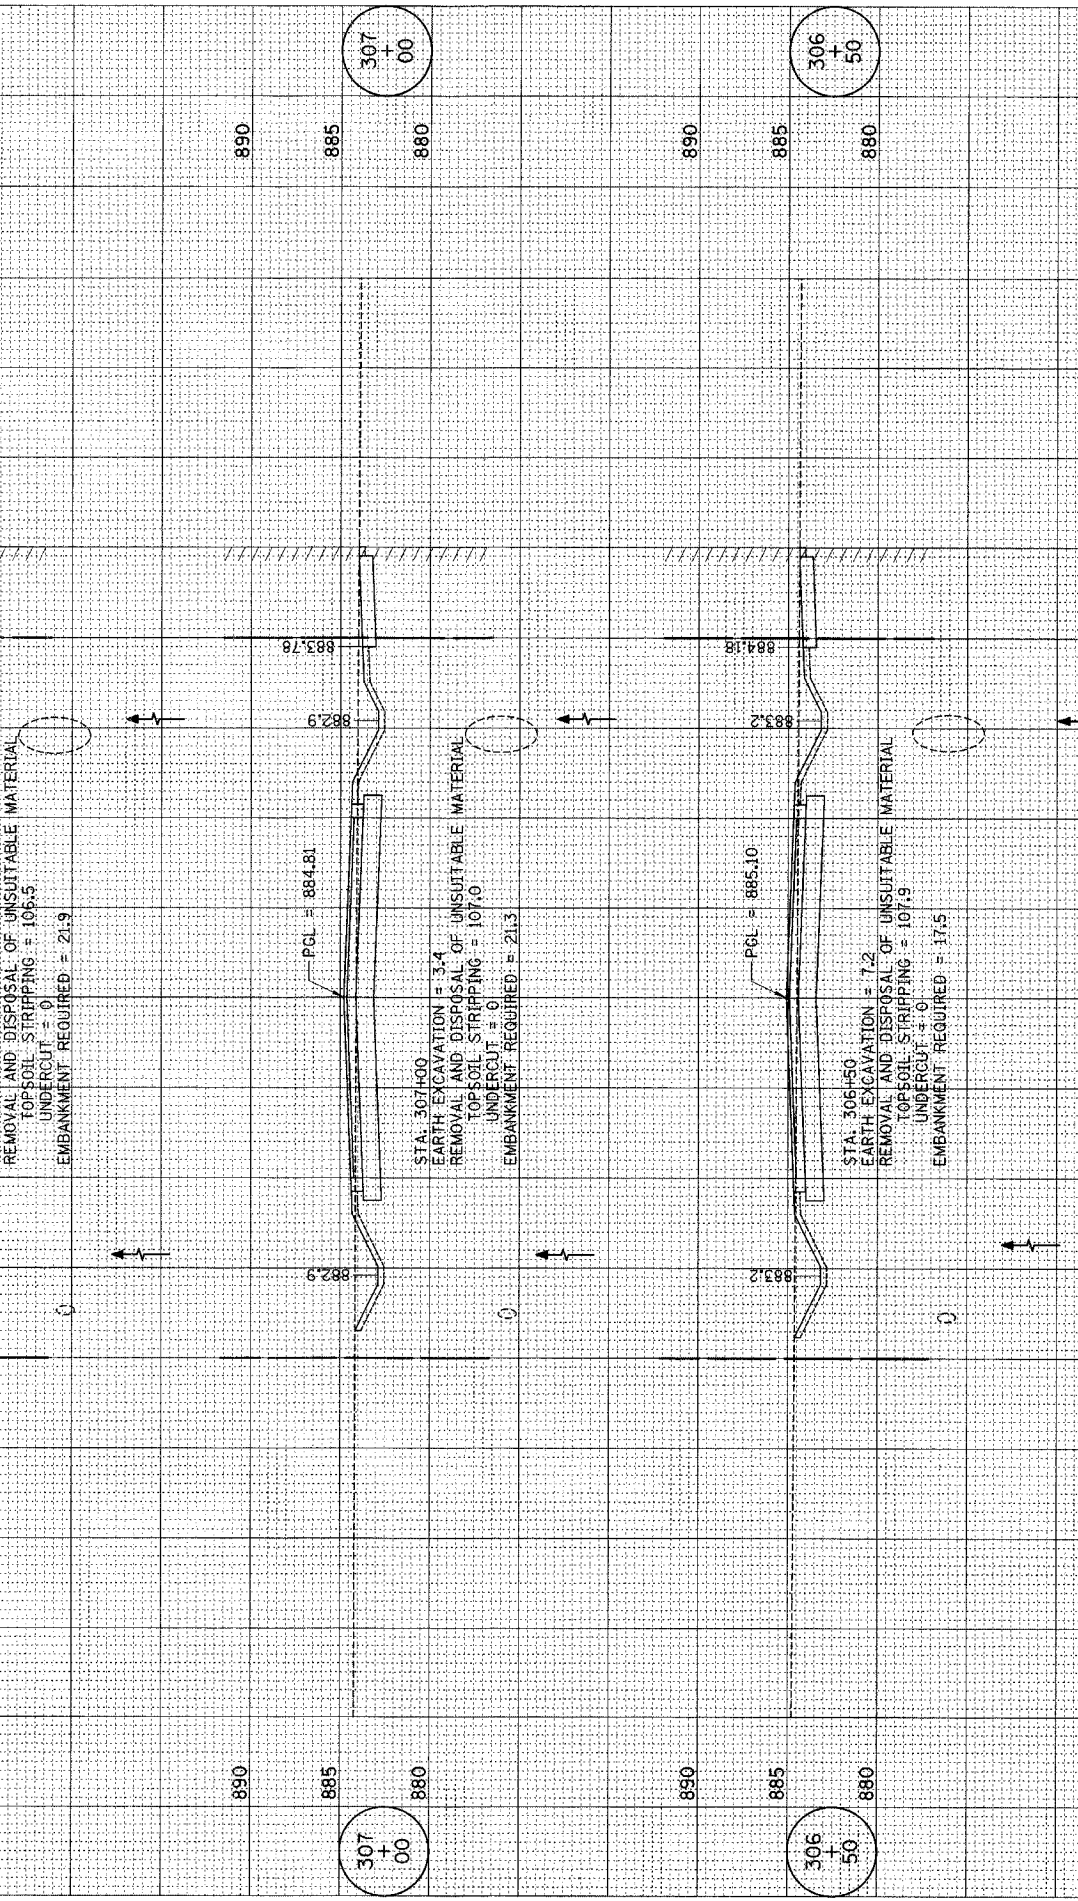 REMOVAL AND DISPOSAL OF UNSUITABLE MATERIAL
TOPSOIL STRIPPING = 106.5
UNDERCUT = 0
EMBANKMENT REQUIRED = 21.9
307
+
00
890
885
880
882.9
PGL = 884.81
882.9
883.78
890
885
880
307
+
00
STA. 307+00
EARTH EXCAVATION = 3.4
REMOVAL AND DISPOSAL OF UNSUITABLE MATERIAL
TOPSOIL STRIPPING = 107.0
UNDERCUT = 0
EMBANKMENT REQUIRED = 21.3
306
+
50
890
885
880
883.2
PGL = 885.10
883.2
884.18
890
885
880
306
+
50
STA. 306+50
EARTH EXCAVATION = 7.2
REMOVAL AND DISPOSAL OF UNSUITABLE MATERIAL
TOPSOIL STRIPPING = 107.9
UNDERCUT = 0
EMBANKMENT REQUIRED = 17.5